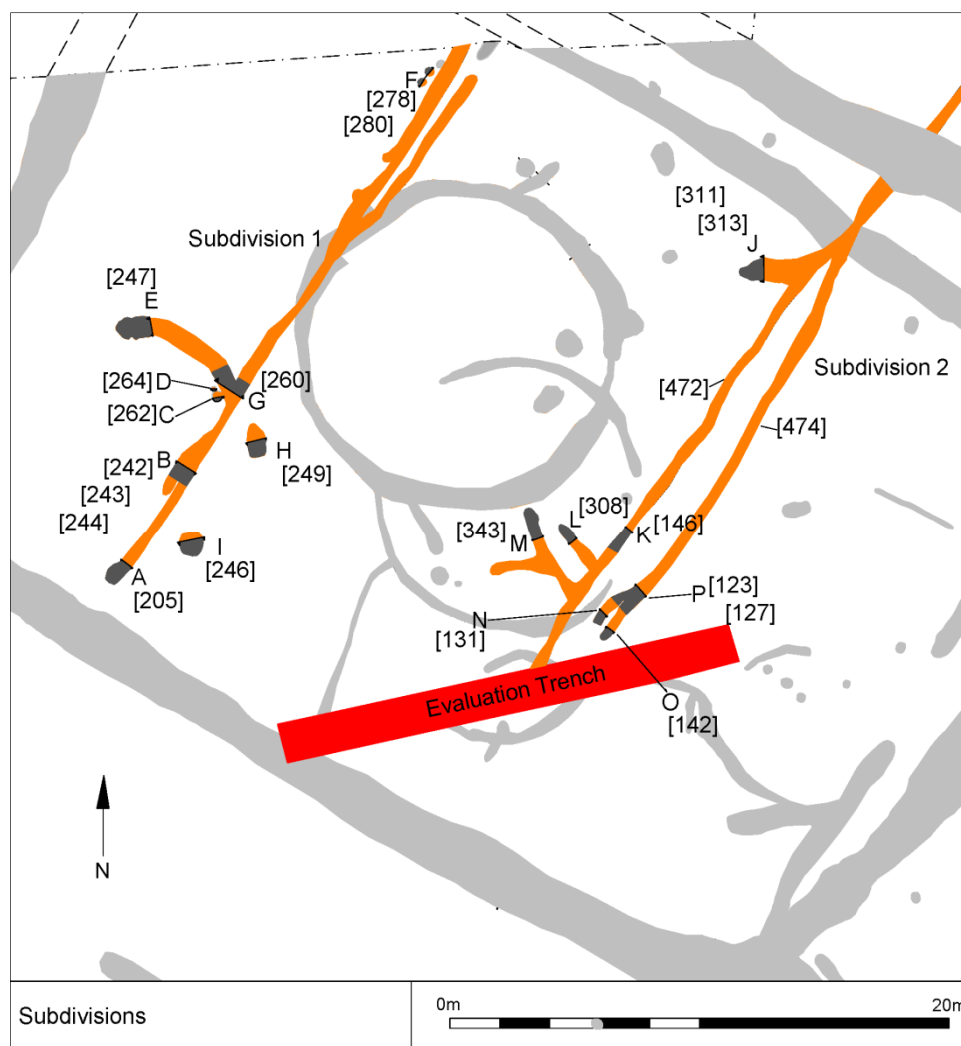 F
[278]
[280]
Subdivision 1
[311]
[313]
J
[247]
E
[264] D
[262] C
[260]
G
Subdivision 2
[472]
[474]
B
[242]
[243]
[244]
H
[249]
I
[246]
A
[205]
L [308]
[343]
M
K [146]
N
[131]
P [123]
[127]
O
[142]
Evaluation Trench
N
Subdivisions
0m
20m